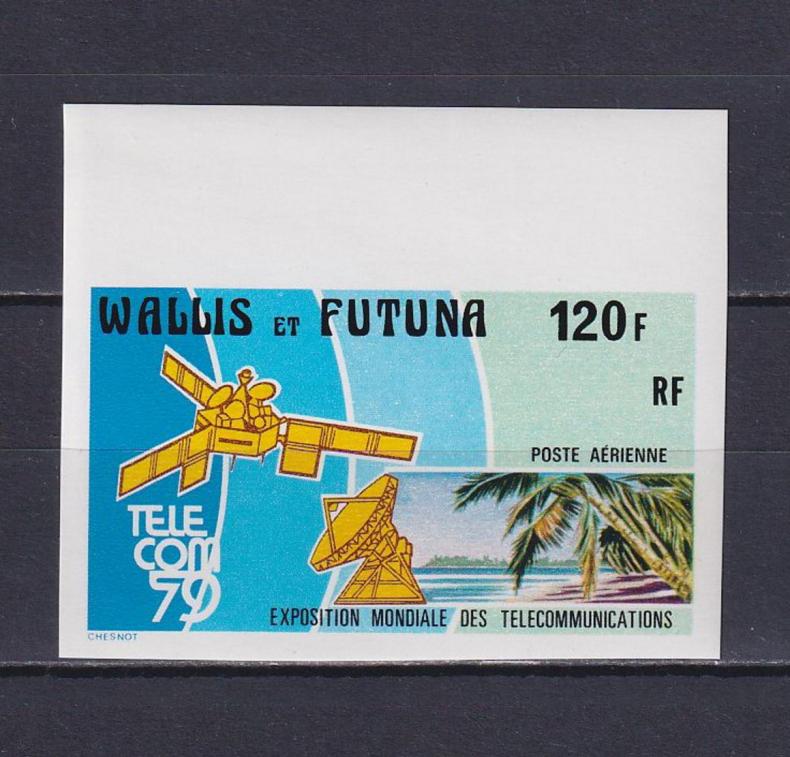 WALLIS ET FUTUNA 120F
RF
POSTE AÉRIENNE
TELE
COM
79
EXPOSITION MONDIALE DES TELECOMMUNICATIONS
CHESNOT